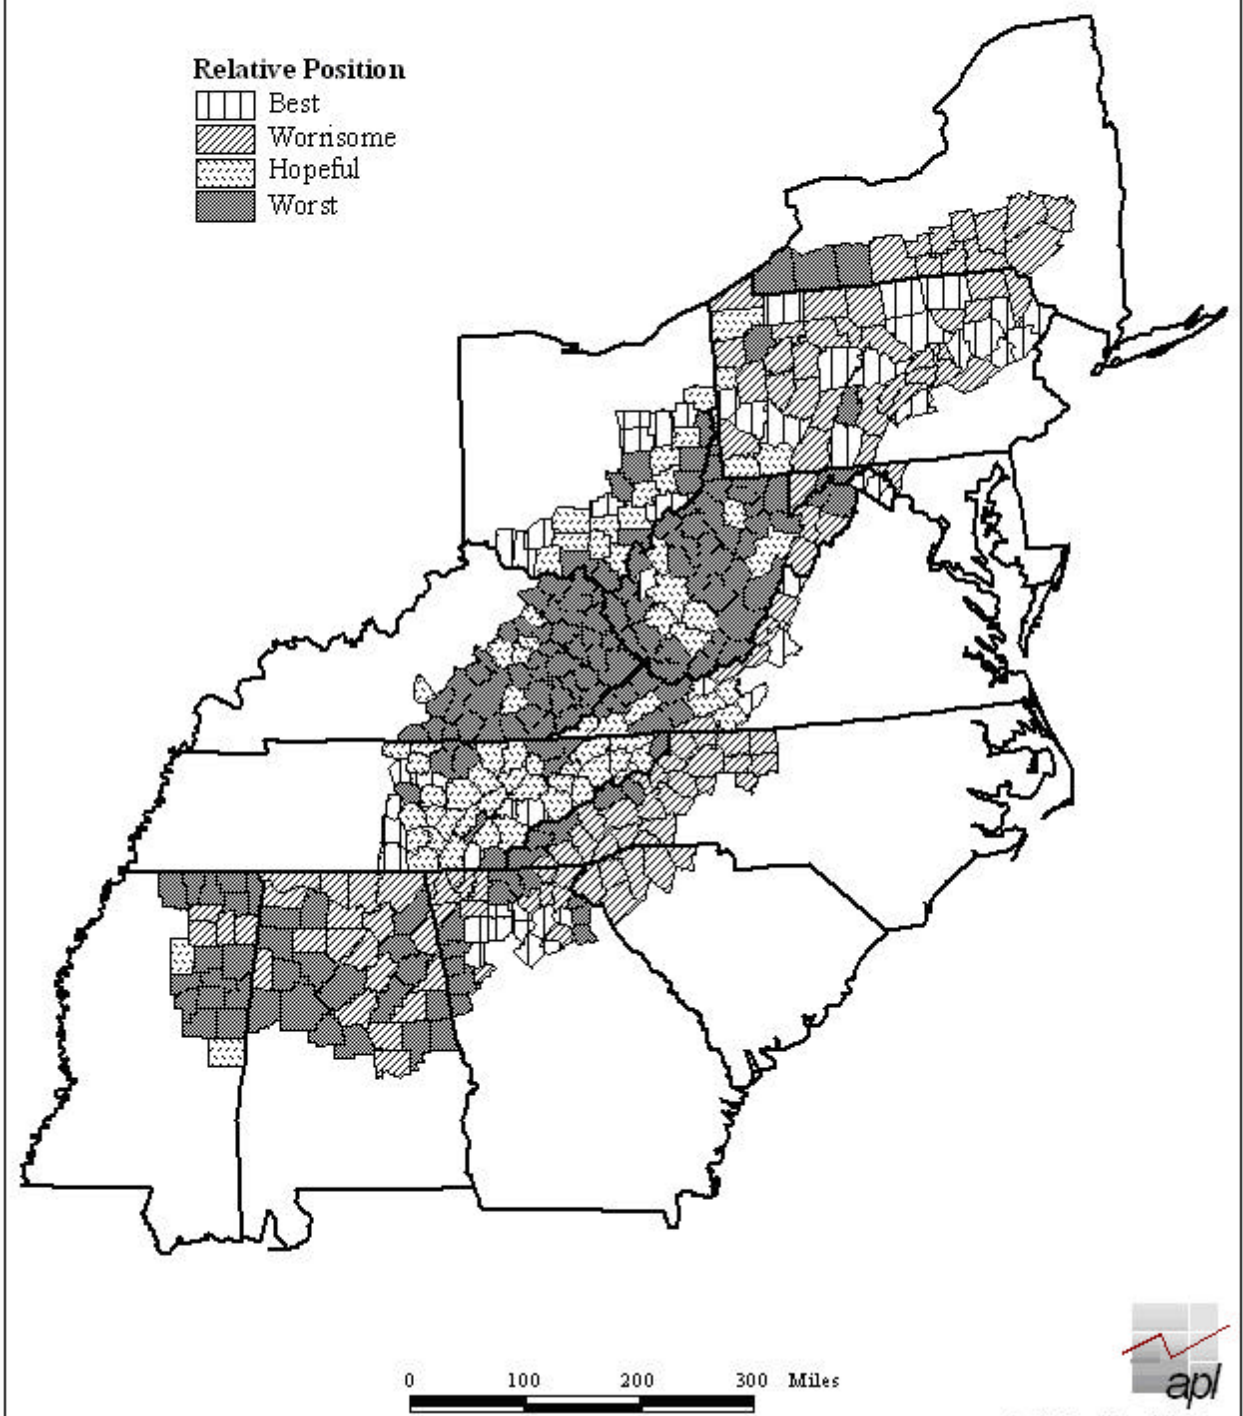 Relative Position
Best
Worrisome
Hopeful
Worst
0 100 200 300 Miles
apl